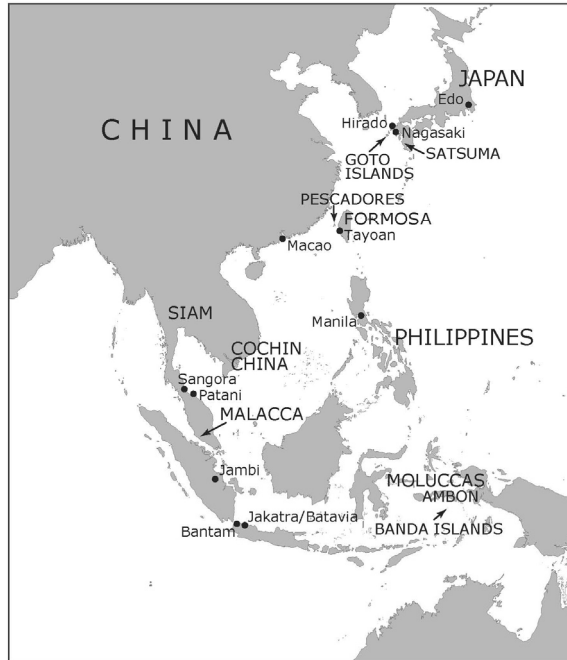 JAPAN
Edo
CHINA
Hirado
Nagasaki
GOTO
ISLANDS
SATSUMA
PESCADORES
FORMOSA
Tayoan
Macao
SIAM
Manila
PHILIPPINES
COCHIN
CHINA
Sangora
Patani
MALACCA
Jambi
MOLUCCAS
AMBON
Jakatra/Batavia
Bantam
BANDA ISLANDS